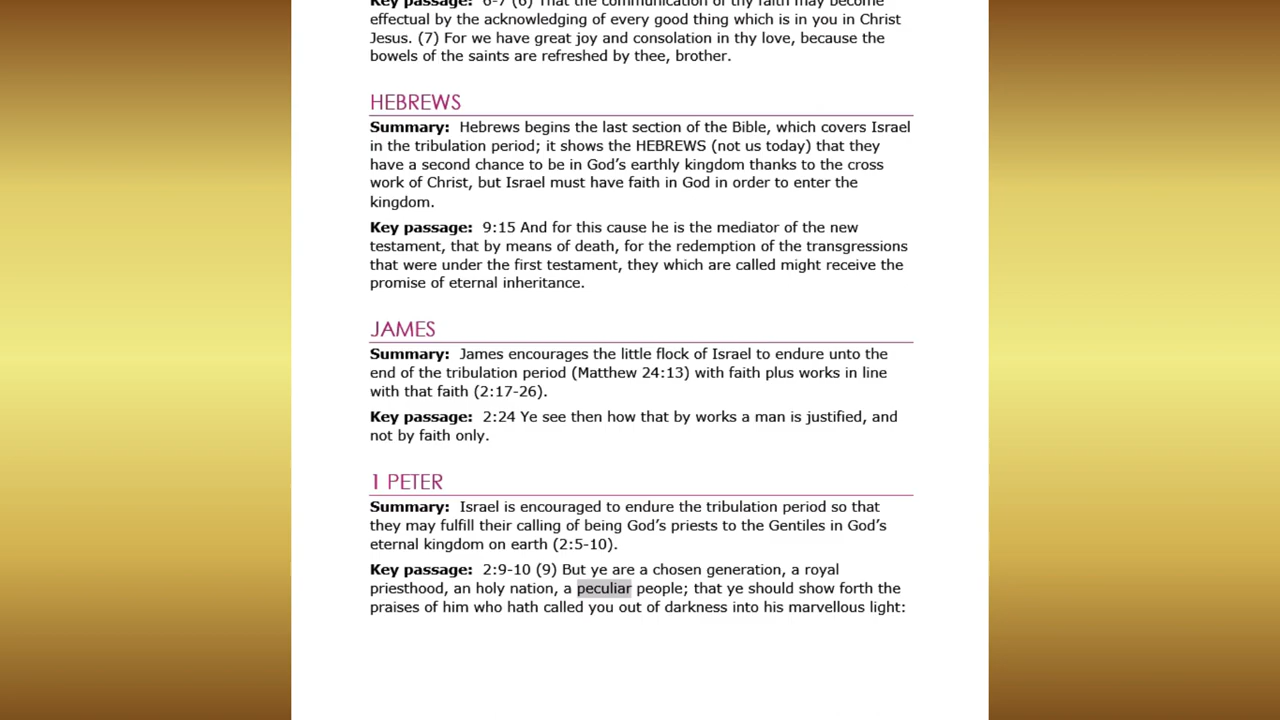 Key passage: 6-7 (6) That the communication of thy faith may become
effectual by the acknowledging of every good thing which is in you in Christ
Jesus. (7) For we have great joy and consolation in thy love, because the
bowels of the saints are refreshed by thee, brother.
HEBREWS
Summary: Hebrews begins the last section of the Bible, which covers Israel
in the tribulation period; it shows the HEBREWS (not us today) that they
have a second chance to be in God's earthly kingdom thanks to the cross
work of Christ, but Israel must have faith in God in order to enter the
kingdom.
Key passage: 9:15 And for this cause he is the mediator of the new
testament, that by means of death, for the redemption of the transgressions
that were under the first testament, they which are called might receive the
promise of eternal inheritance.
JAMES
Summary: James encourages the little flock of Israel to endure unto the
end of the tribulation period (Matthew 24:13) with faith plus works in line
with that faith (2:17-26).
Key passage: 2:24 Ye see then how that by works a man is justified, and
not by faith only.
1 PETER
Summary: Israel is encouraged to endure the tribulation period so that
they may fulfill their calling of being God's priests to the Gentiles in God's
eternal kingdom on earth (2:5-10).
Key passage: 2:9-10 (9) But ye are a chosen generation, a royal
priesthood, an holy nation, a peculiar people; that ye should show forth the
praises of him who hath called you out of darkness into his marvellous light: